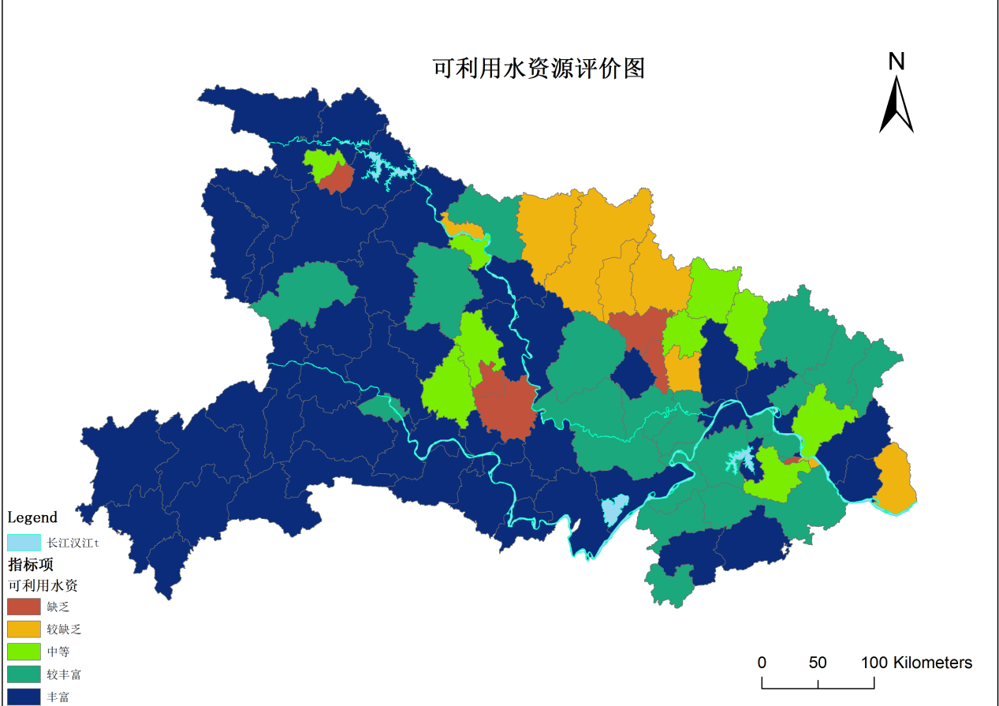 可利用水资源评价图
N
Legend
长江汉江t
指标项
可利用水资
缺乏
较缺乏
中等
较丰富
丰富
0 50 100 Kilometers